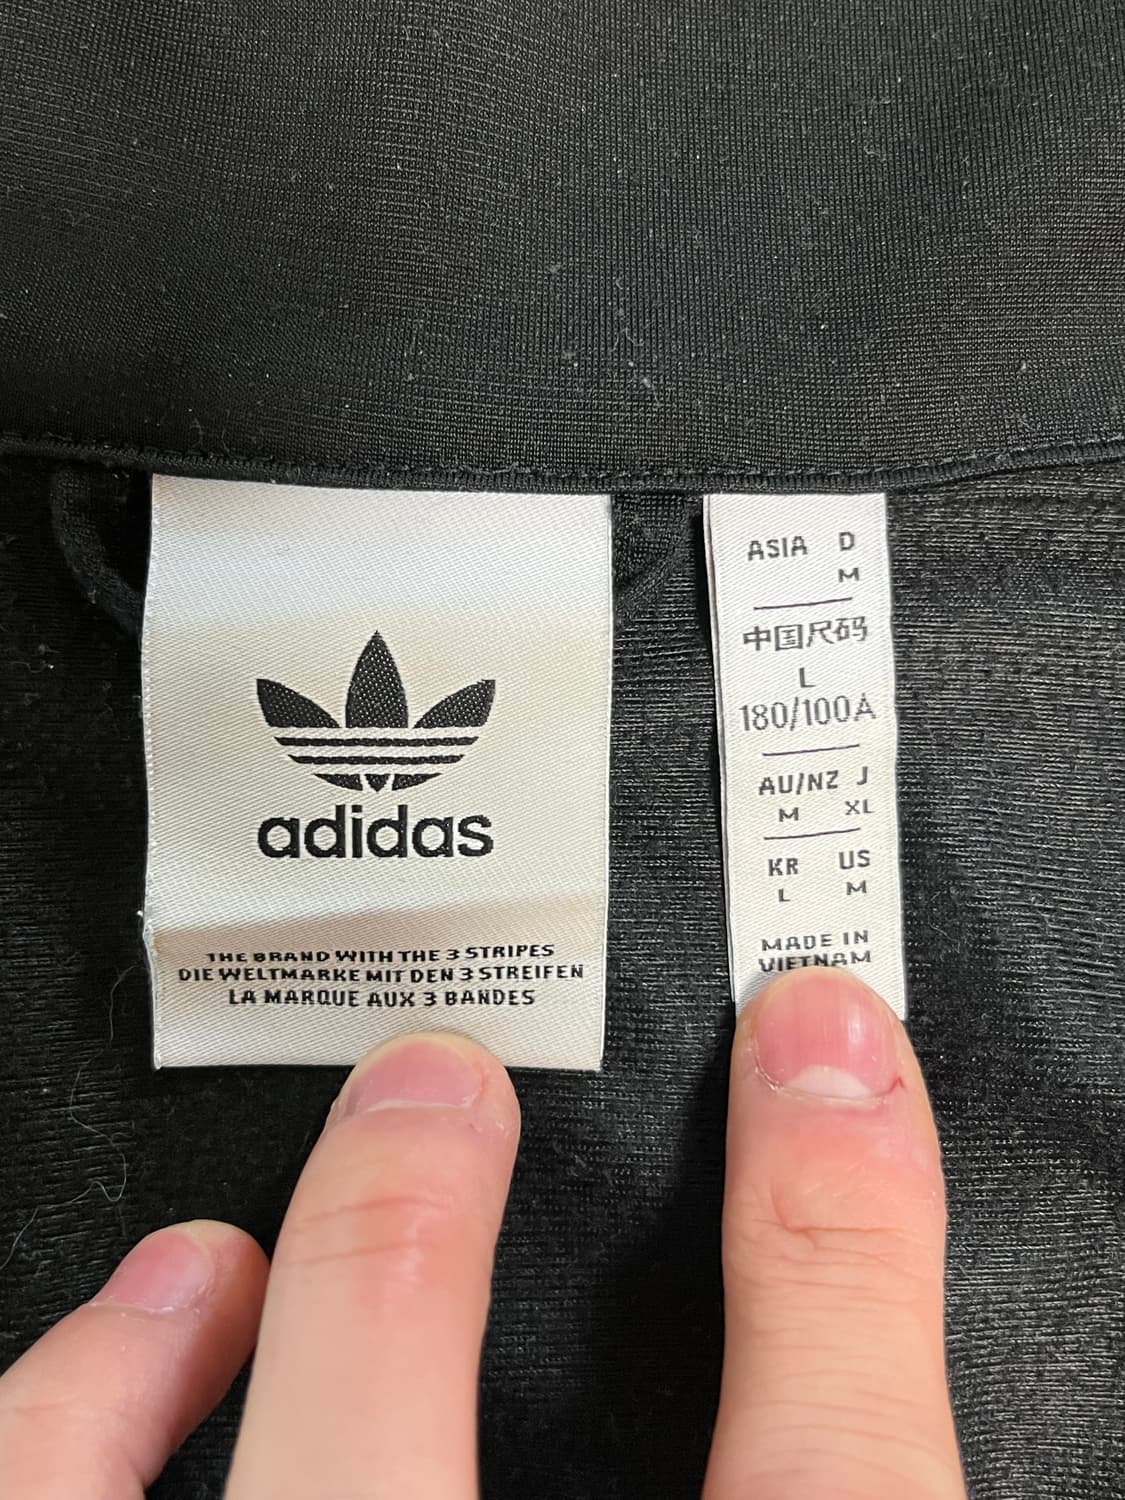 adidas
THE BRAND WITH THE 3 STRIPES
DIE WELTMARKE MIT DEN 3 STREIFEN
LA MARQUE AUX 3 BANDES
ASIA D
M
中国尺码
L
180/100A
AU/NZ J
M XL
KR US
L M
MADE IN
VIETNAM